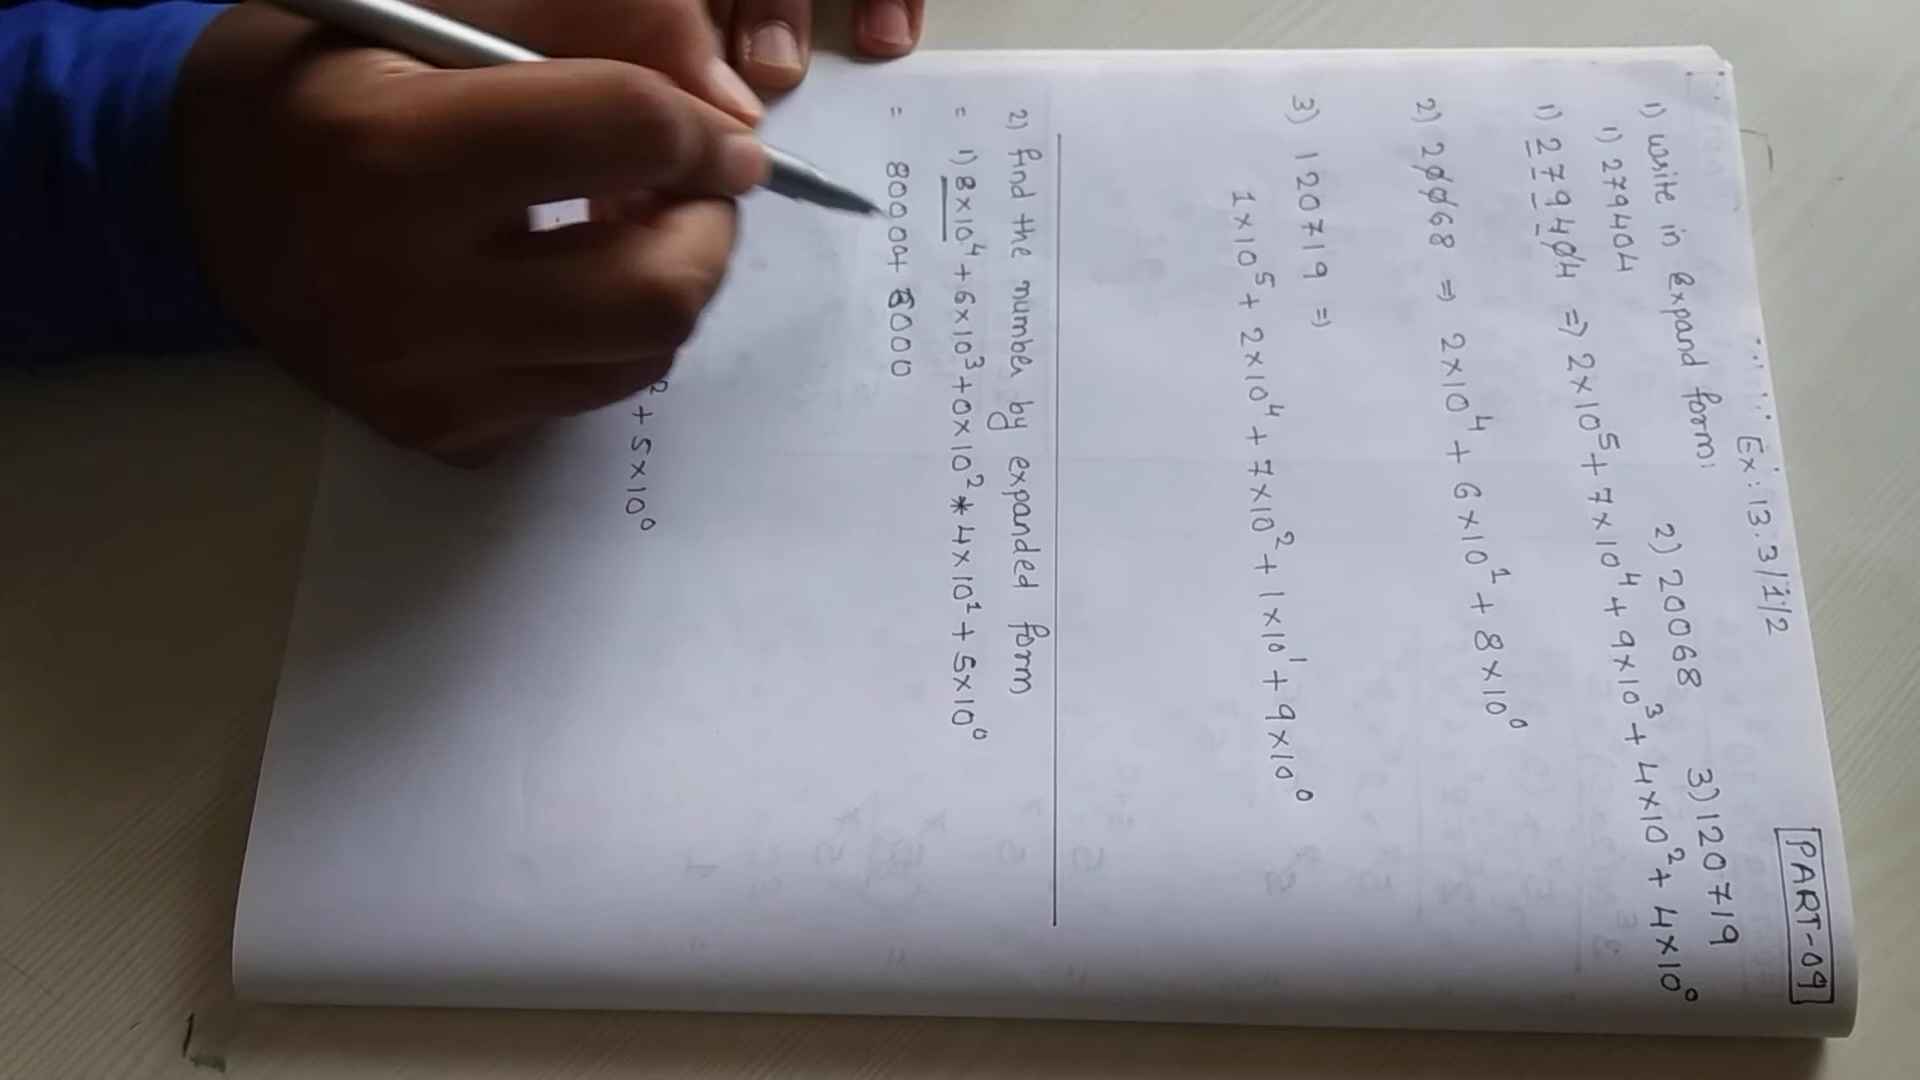 PART-09
Ex: 13.3/1/2
1) write in expand form:
1) 279404 2) 20068 3) 120719
1) 279404 => 2×10⁵ + 7×10⁴ + 9×10³ + 4×10² + 4×10⁰
2) 20068 => 2×10⁴ + 6×10¹ + 8×10⁰
3) 120719 =>
1×10⁵ + 2×10⁴ + 7×10² + 1×10¹ + 9×10⁰
2) find the number by expanded form
= 1) 8×10⁴ + 6×10³ + 0×10² * 4×10¹ + 5×10⁰
= 80000+ 6000
² + 5×10⁰